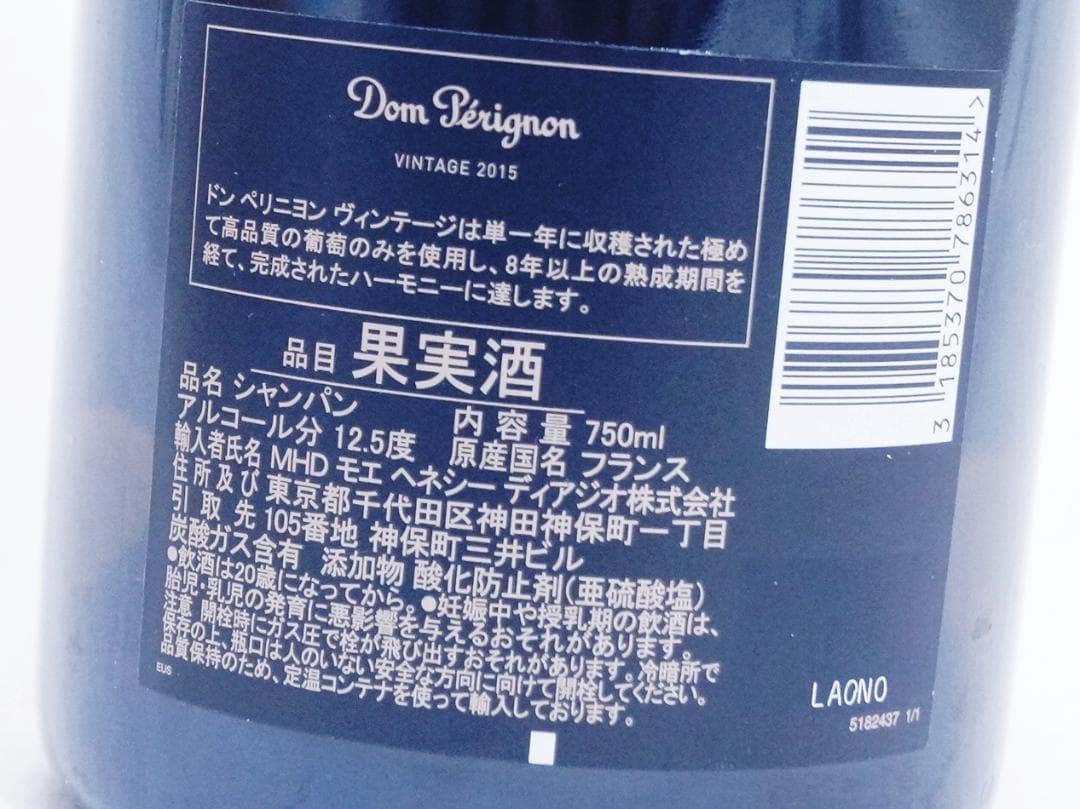 Dom Pérignon
VINTAGE 2015
ドン ペリニヨン ヴィンテージは単一年に収穫された極め
て高品質の葡萄のみを使用し、8年以上の熟成期間を
経て、完成されたハーモニーに達します。
品目 果実酒
品名 シャンパン 内容量 750ml
アルコール分 12.5度 原産国名 フランス
輸入者氏名 MHD モエ ヘネシー ディアジオ株式会社
住所及び 東京都千代田区神田神保町一丁目
引取先 105番地 神保町三井ビル
炭酸ガス含有 添加物 酸化防止剤(亜硫酸塩)
●飲酒は20歳になってから。●妊娠中や授乳期の飲酒は、
胎児・乳児の発育に悪影響を与えるおそれがあります。
注意 開栓時にガス圧で栓が飛び出すおそれがあります。冷暗所で
保存の上、瓶口は人のいない安全な方向に向けて開栓してください。
品質保持のため、定温コンテナを使って輸入しております。
EUS
3 185370 786314 >
LAONO
5182437 1/1